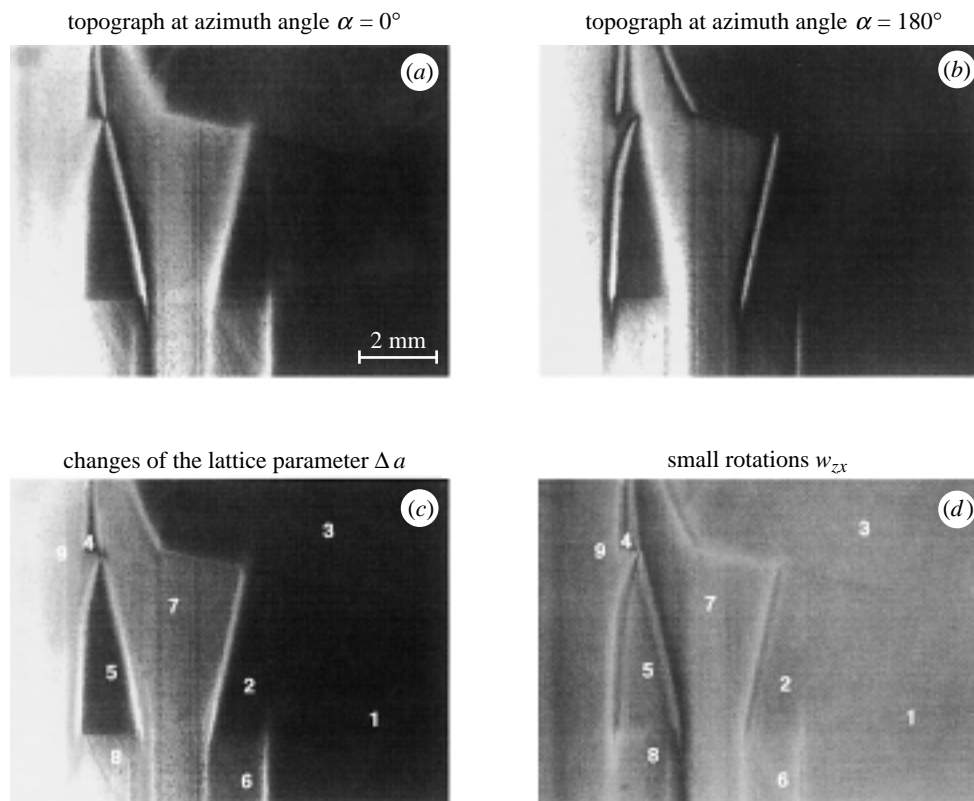 topograph at azimuth angle α = 0°
topograph at azimuth angle α = 180°
(a)
(b)
2 mm
changes of the lattice parameter Δ a
small rotations w_zx
(c)
(d)
3
9 4
7
5
2
1
8
6
3
9 4
7
5
2
1
8
6